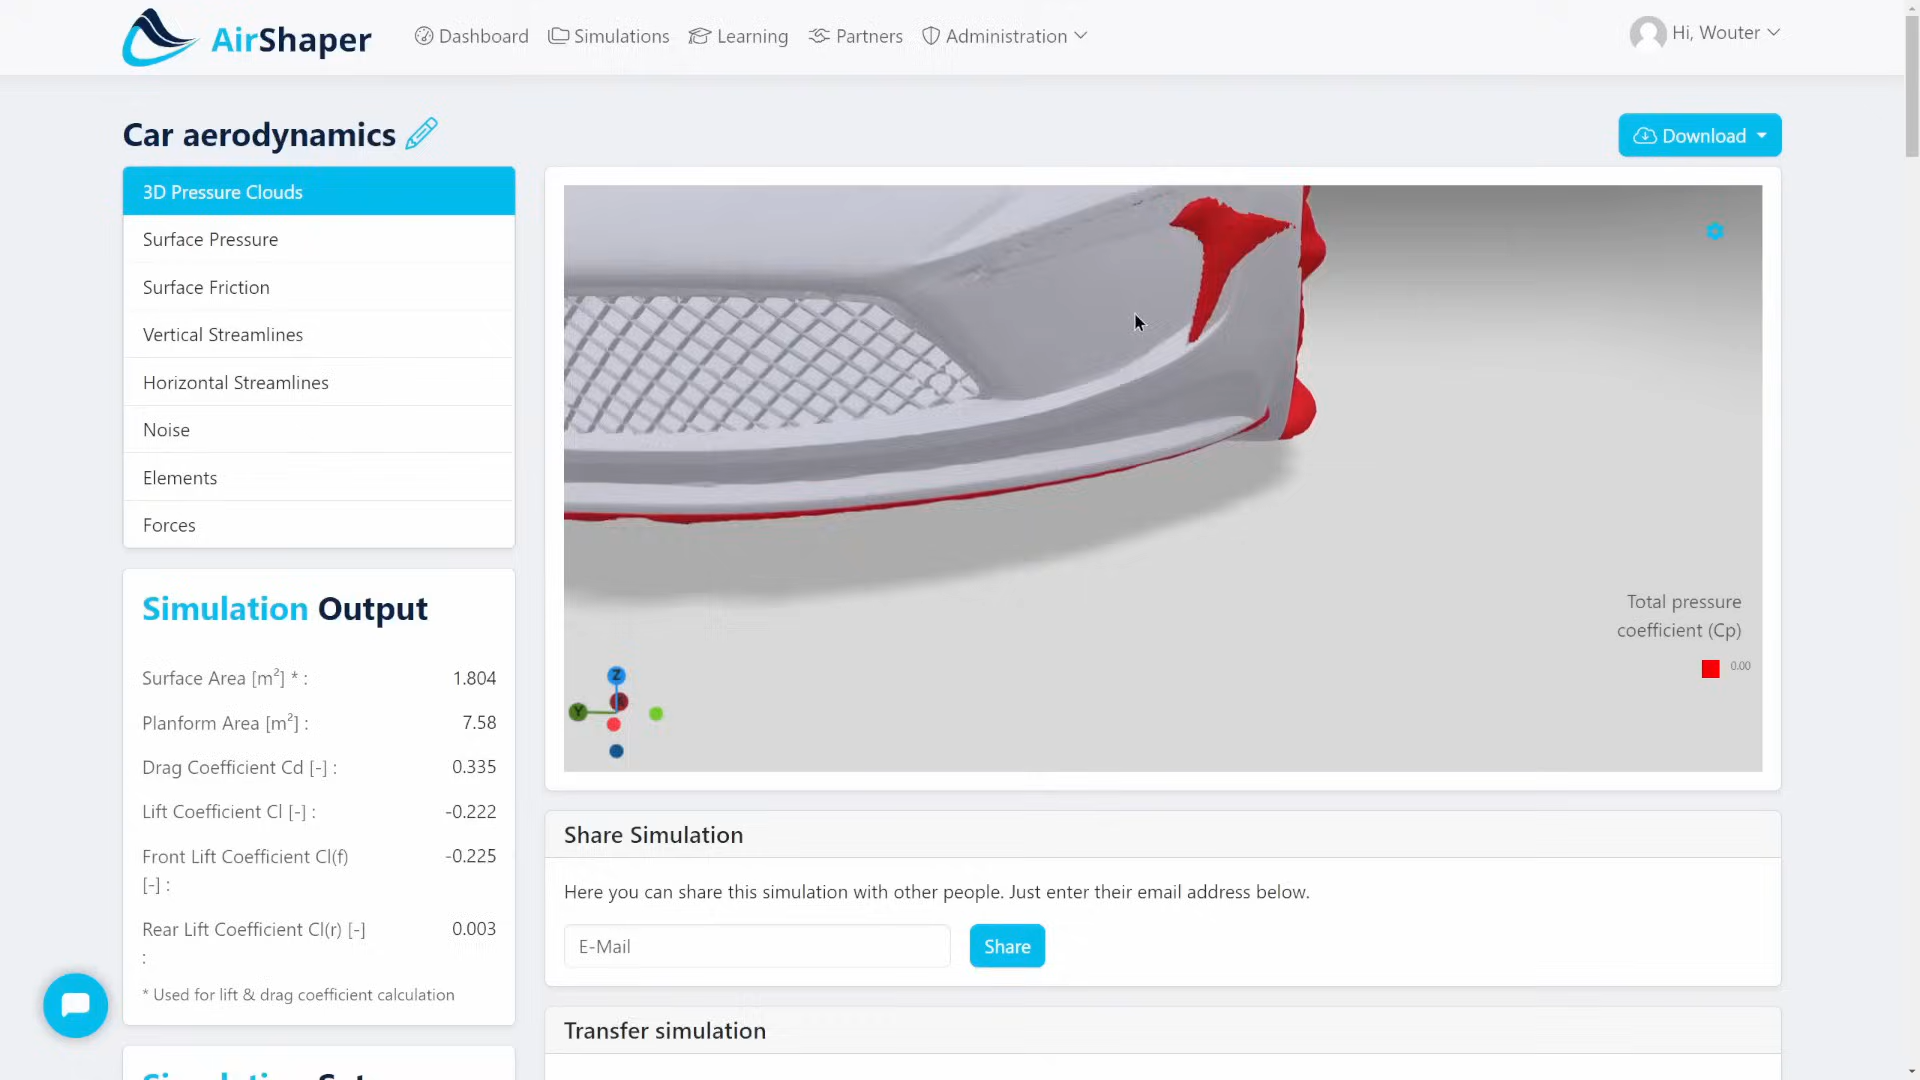 AirShaper
Dashboard
Simulations
Learning
Partners
Administration
Hi, Wouter
Car aerodynamics
Download
3D Pressure Clouds
Surface Pressure
Surface Friction
Vertical Streamlines
Horizontal Streamlines
Noise
Elements
Forces
Simulation Output
Surface Area [m²] * : 1.804
Planform Area [m²] : 7.58
Drag Coefficient Cd [-] : 0.335
Lift Coefficient Cl [-] : -0.222
Front Lift Coefficient Cl(f) -0.225
[-] :
Rear Lift Coefficient Cl(r) [-] 0.003
:
* Used for lift & drag coefficient calculation
Total pressure
coefficient (Cp)
0.00
Z
Y
Share Simulation
Here you can share this simulation with other people. Just enter their email address below.
E-Mail
Share
Transfer simulation